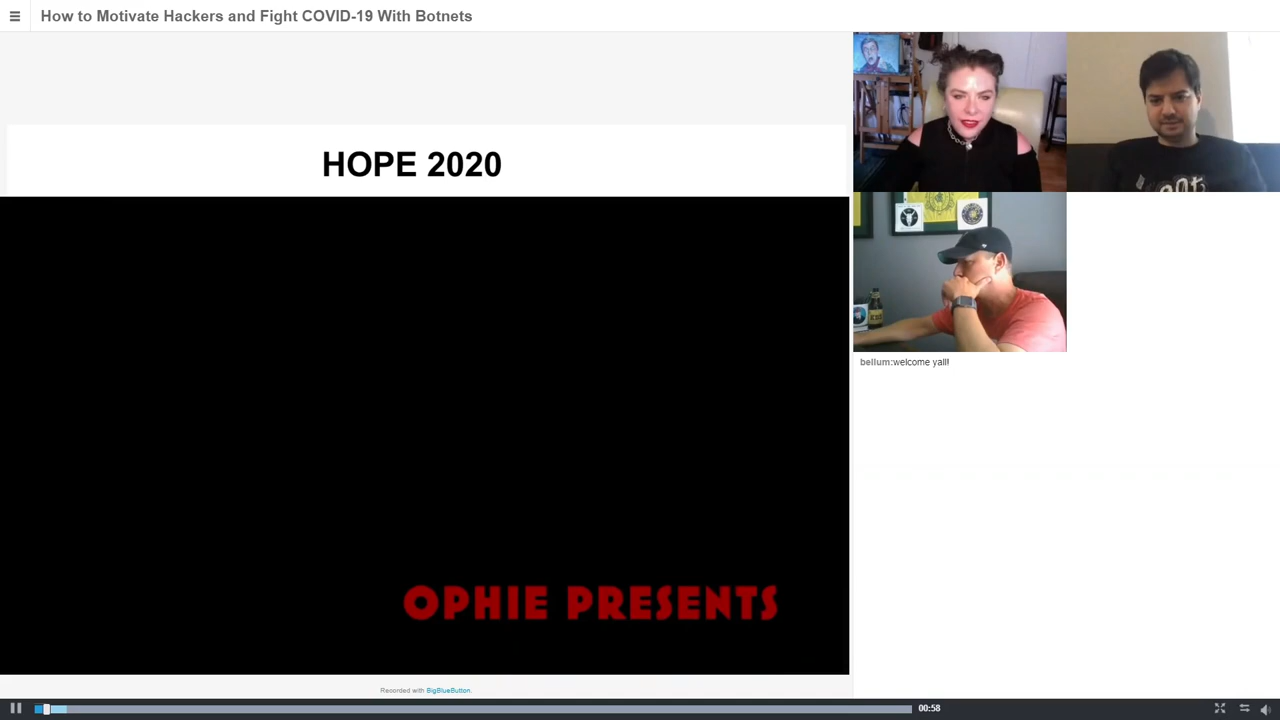 How to Motivate Hackers and Fight COVID-19 With Botnets
HOPE 2020
OPHIE PRESENTS
bellum:welcome yall!
Recorded with BigBlueButton.
00:58